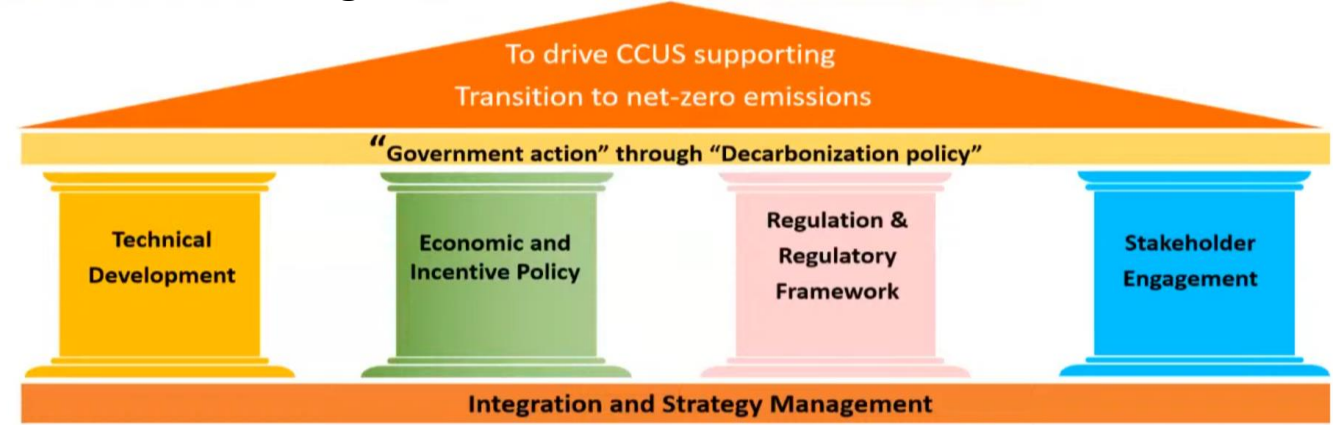 To drive CCUS supporting
Transition to net-zero emissions
“Government action” through “Decarbonization policy”
Technical
Development
Economic and
Incentive Policy
Regulation &
Regulatory
Framework
Stakeholder
Engagement
Integration and Strategy Management